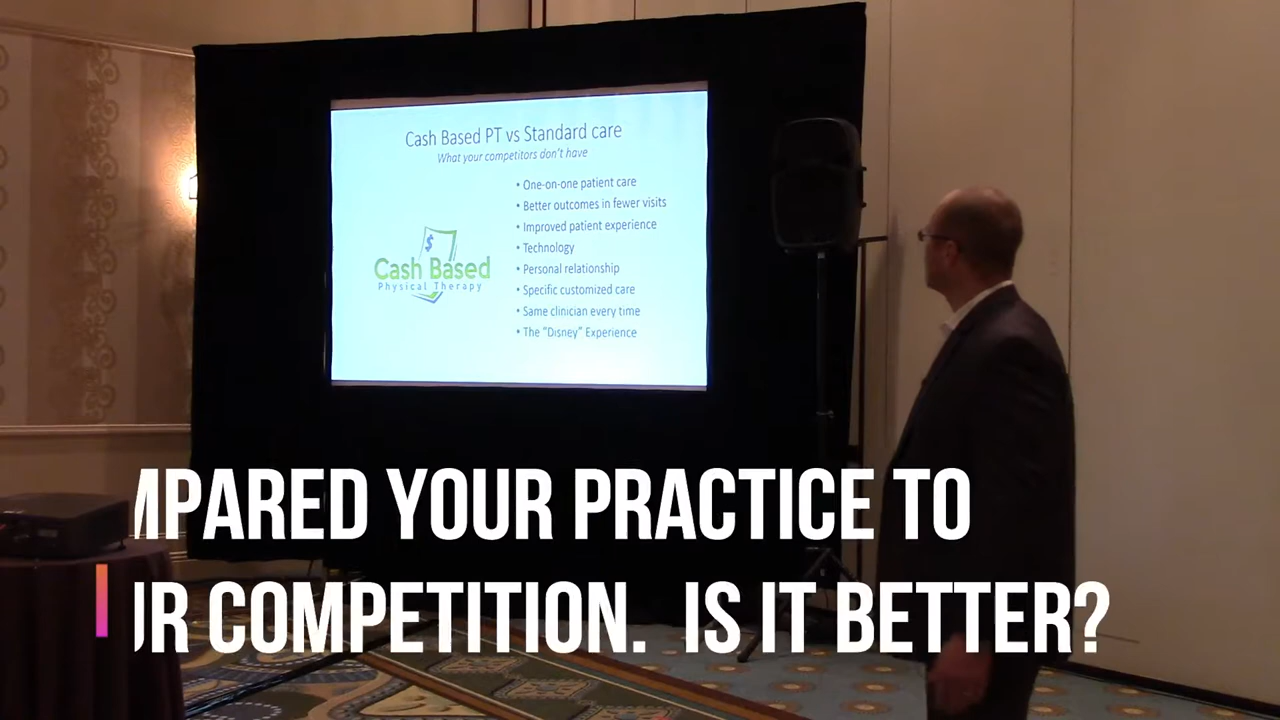 Cash Based PT vs Standard care
What your competitors don't have
• One-on-one patient care
• Better outcomes in fewer visits
• Improved patient experience
• Technology
• Personal relationship
• Specific customized care
• Same clinician every time
• The "Disney" Experience
$
Cash Based
Physical Therapy
MPARED YOUR PRACTICE TO
UR COMPETITION. IS IT BETTER?